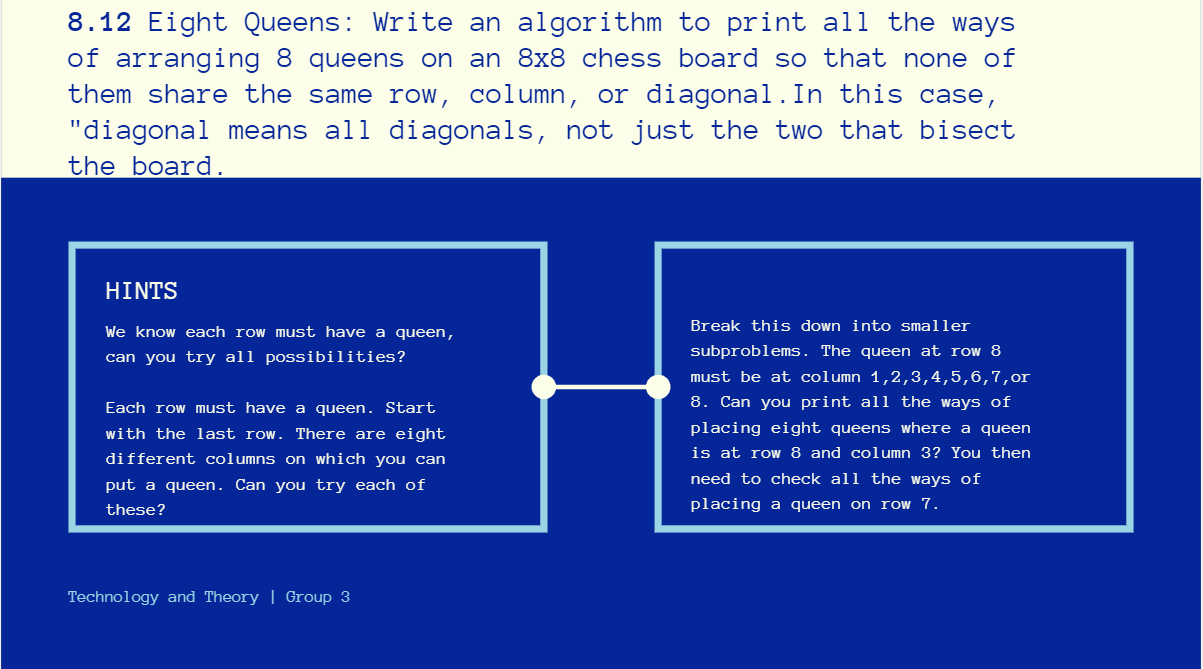 8.12 Eight Queens: Write an algorithm to print all the ways
of arranging 8 queens on an 8x8 chess board so that none of
them share the same row, column, or diagonal.In this case,
"diagonal means all diagonals, not just the two that bisect
the board.
HINTS
We know each row must have a queen,
can you try all possibilities?
Each row must have a queen. Start
with the last row. There are eight
different columns on which you can
put a queen. Can you try each of
these?
Break this down into smaller
subproblems. The queen at row 8
must be at column 1,2,3,4,5,6,7,or
8. Can you print all the ways of
placing eight queens where a queen
is at row 8 and column 3? You then
need to check all the ways of
placing a queen on row 7.
Technology and Theory | Group 3